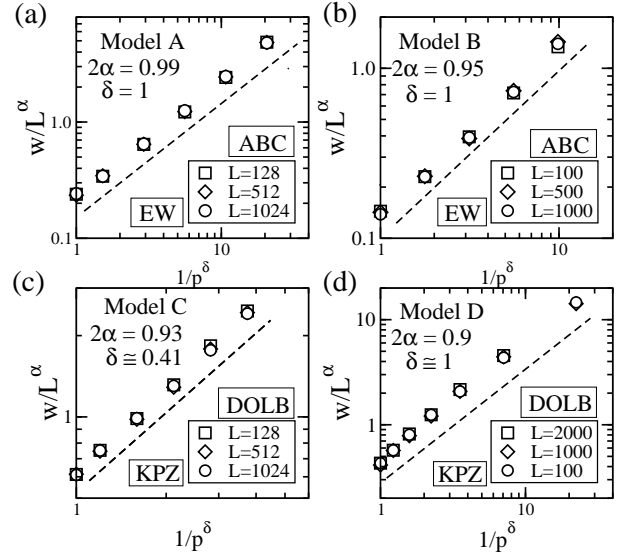 (a)
Model A
2α = 0.99
δ = 1
w/L^α
1.0
0.1
ABC
L=128
L=512
L=1024
EW
1
10
1/p^δ
(b)
Model B
2α = 0.95
δ = 1
w/L^α
1.0
0.1
ABC
L=100
L=500
L=1000
EW
1
10
1/p^δ
(c)
Model C
2α = 0.93
δ ≅ 0.41
w/L^α
1
DOLB
L=128
L=512
L=1024
KPZ
1
1/p^δ
(d)
Model D
2α = 0.9
δ ≅ 1
w/L^α
10
1
DOLB
L=2000
L=1000
L=100
KPZ
1
10
1/p^δ